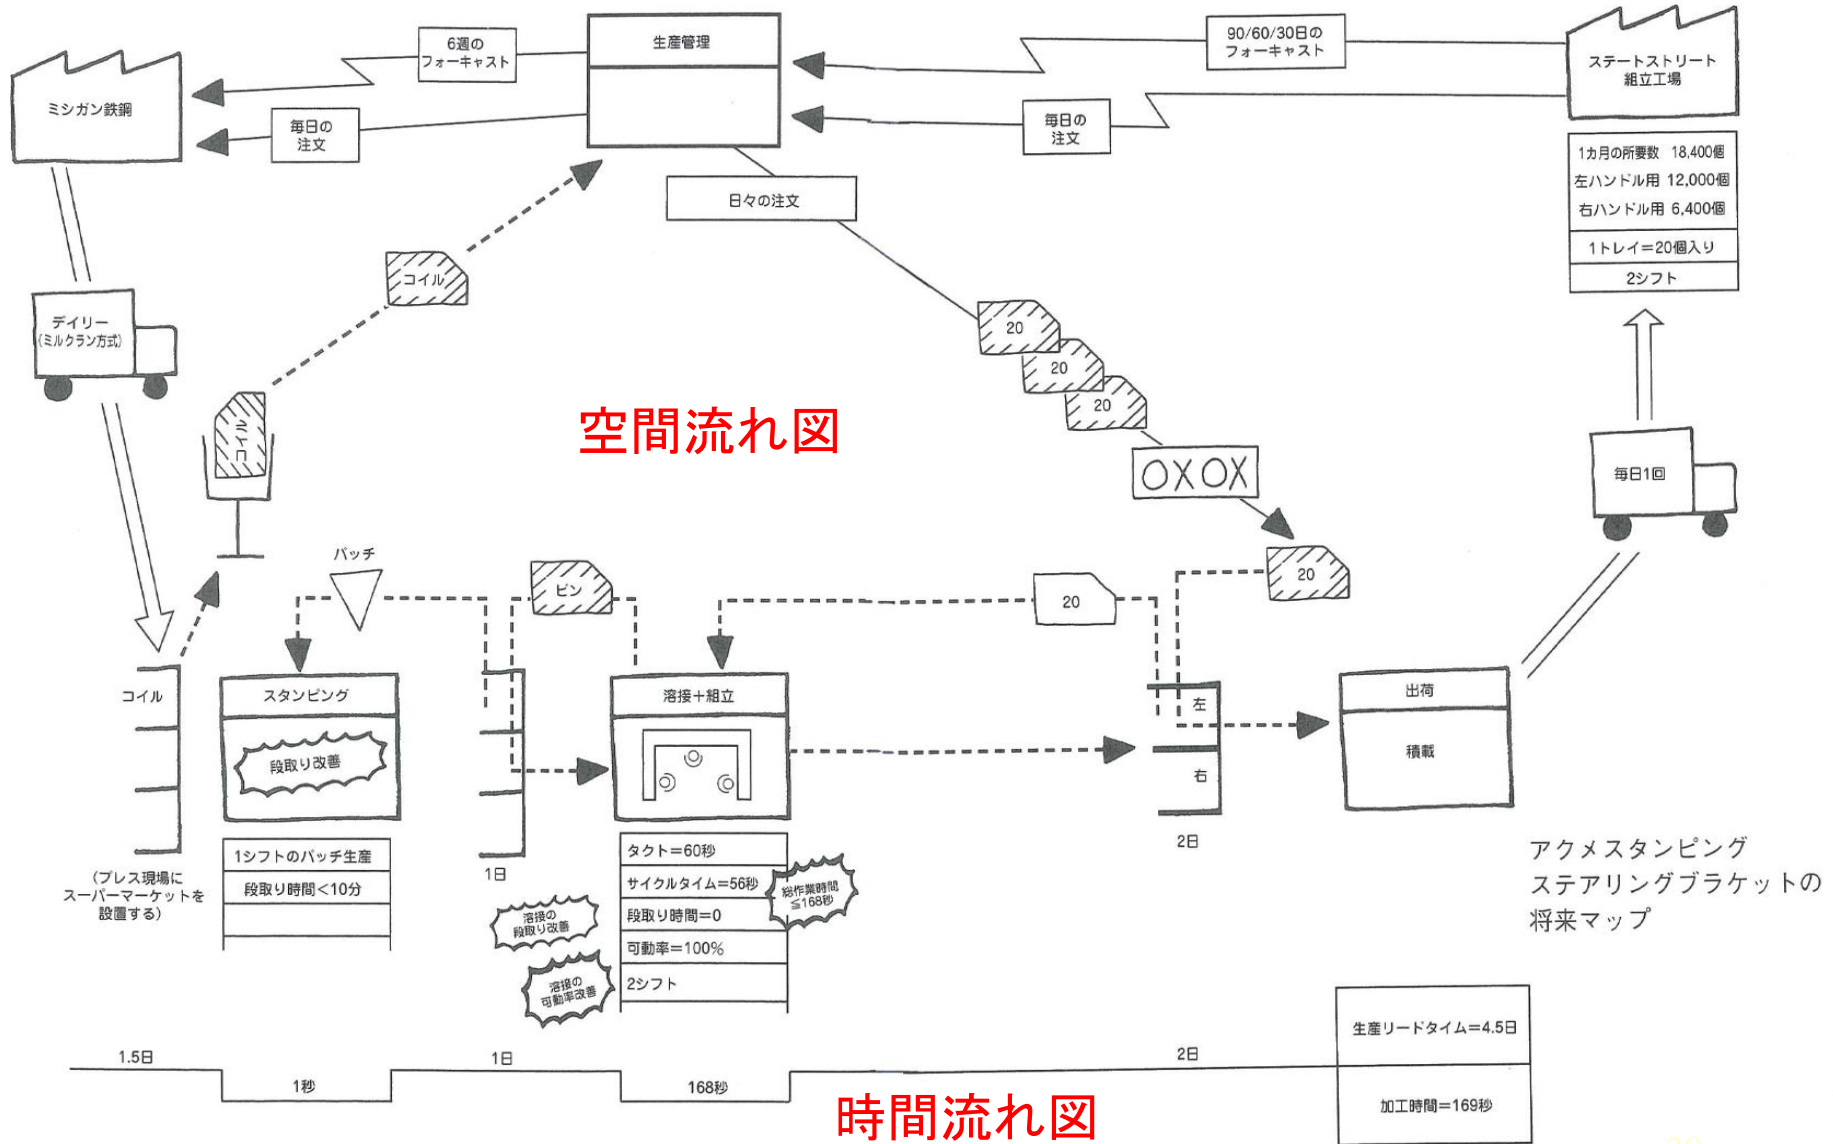 6週の
フォーキャスト
生産管理
90/60/30日の
フォーキャスト
ステートストリート
組立工場
ミシガン鉄鋼
毎日の
注文
毎日の
注文
1カ月の所要数 18,400個
左ハンドル用 12,000個
右ハンドル用 6,400個
1トレイ=20個入り
2シフト
日々の注文
コイル
デイリー
(ミルクラン方式)
20
20
20
コイル
空間流れ図
OXOX
毎日1回
バッチ
ピン
20
20
コイル
スタンピング
溶接+組立
左
右
出荷
積載
段取り改善
(プレス現場に
スーパーマーケットを
設置する)
1シフトのバッチ生産
段取り時間<10分
1日
タクト=60秒
サイクルタイム=56秒
段取り時間=0
可動率=100%
2シフト
総作業時間
≦168秒
溶接の
段取り改善
溶接の
可動率改善
2日
アクメスタンピング
ステアリングブラケットの
将来マップ
1.5日
1秒
1日
168秒
2日
生産リードタイム=4.5日
加工時間=169秒
時間流れ図